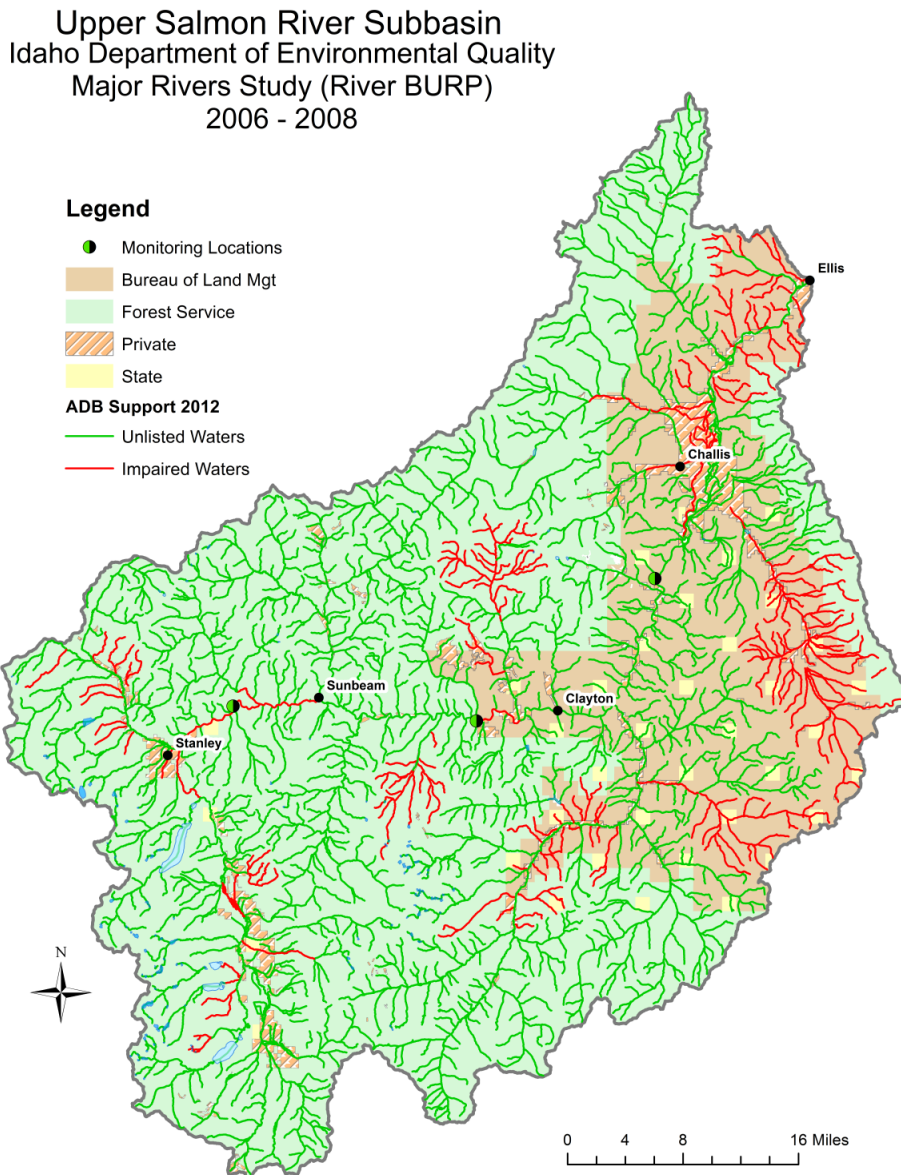 Upper Salmon River Subbasin
Idaho Department of Environmental Quality
Major Rivers Study (River BURP)
2006 - 2008
Legend
Monitoring Locations
Bureau of Land Mgt
Forest Service
Private
State
ADB Support 2012
Unlisted Waters
Impaired Waters
Ellis
Challis
Sunbeam
Clayton
Stanley
N
0 4 8 16 Miles